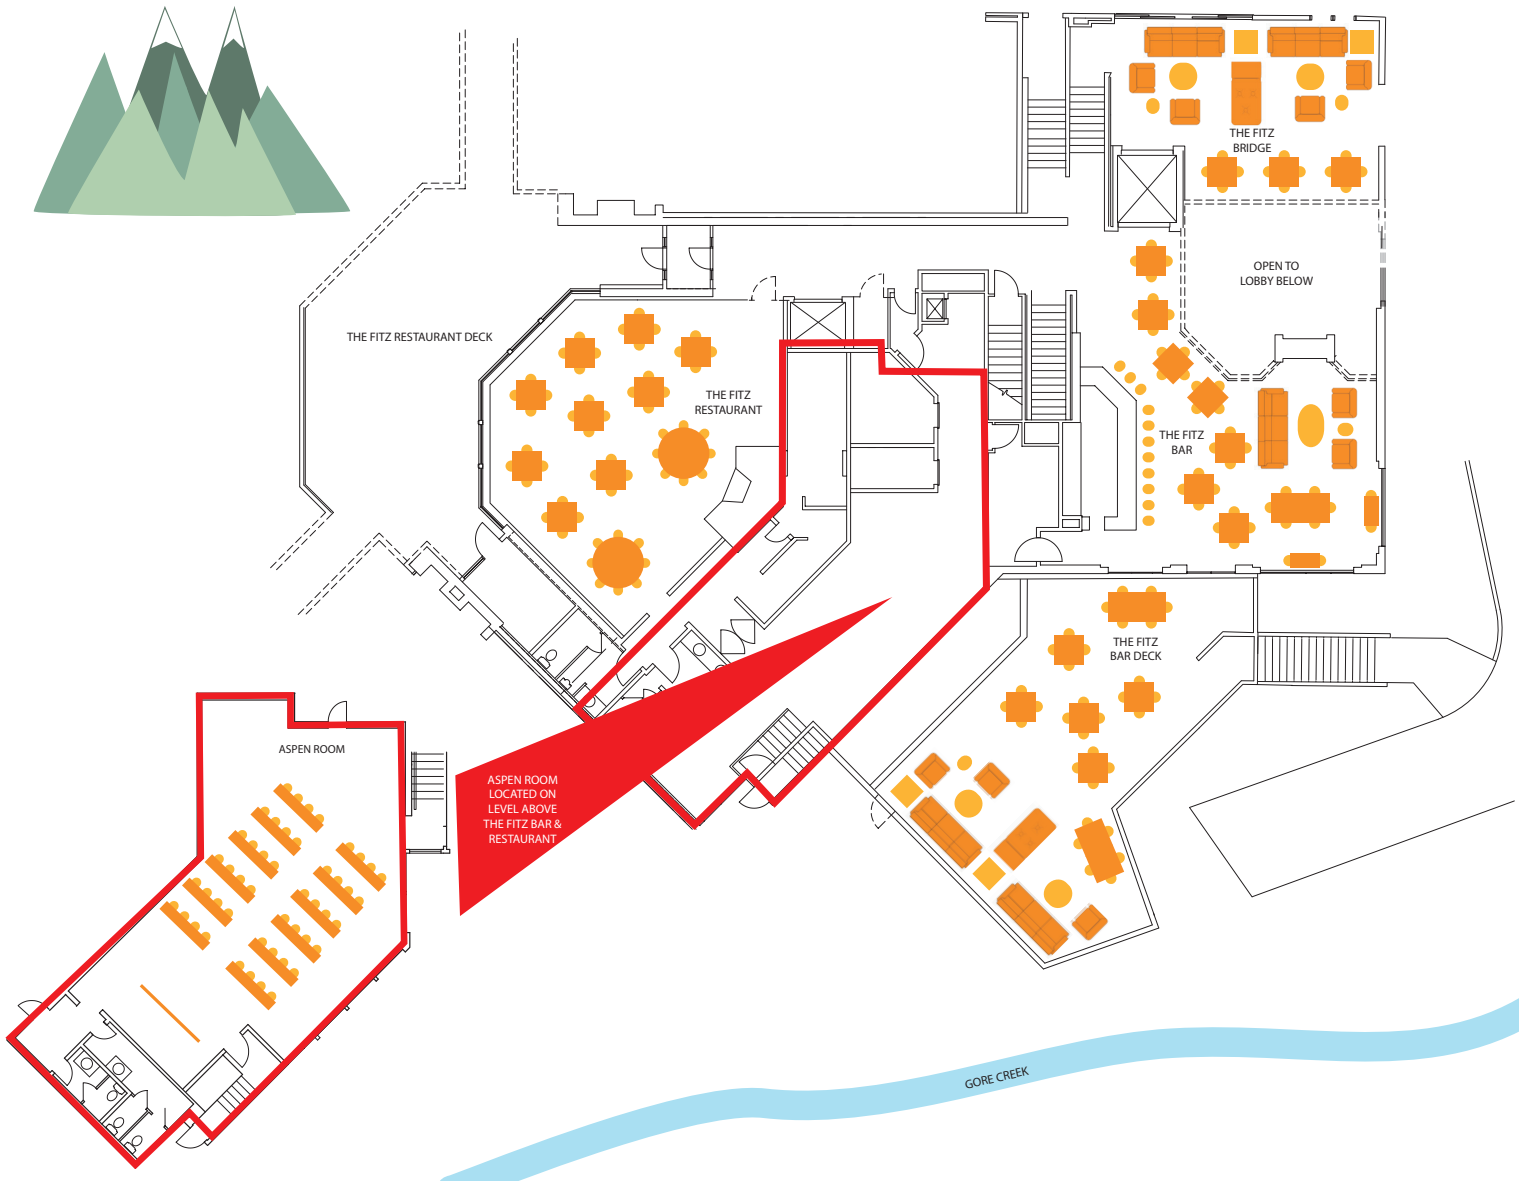 THE FITZ
BRIDGE
OPEN TO
LOBBY BELOW
THE FITZ RESTAURANT DECK
THE FITZ
RESTAURANT
THE FITZ
BAR
THE FITZ
BAR DECK
ASPEN ROOM
ASPEN ROOM
LOCATED ON
LEVEL ABOVE
THE FITZ BAR &
RESTAURANT
GORE CREEK